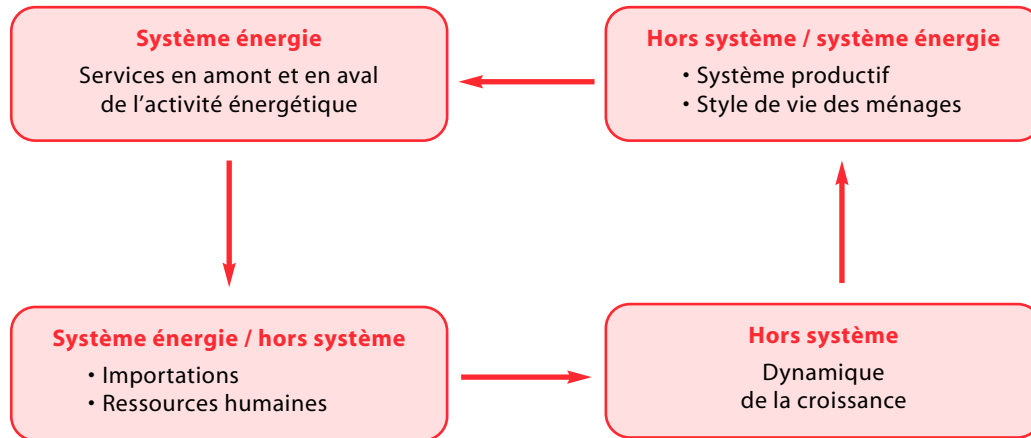 Système énergie
Services en amont et en aval
de l’activité énergétique
Hors système / système énergie
• Système productif
• Style de vie des ménages
Système énergie / hors système
• Importations
• Ressources humaines
Hors système
Dynamique
de la croissance